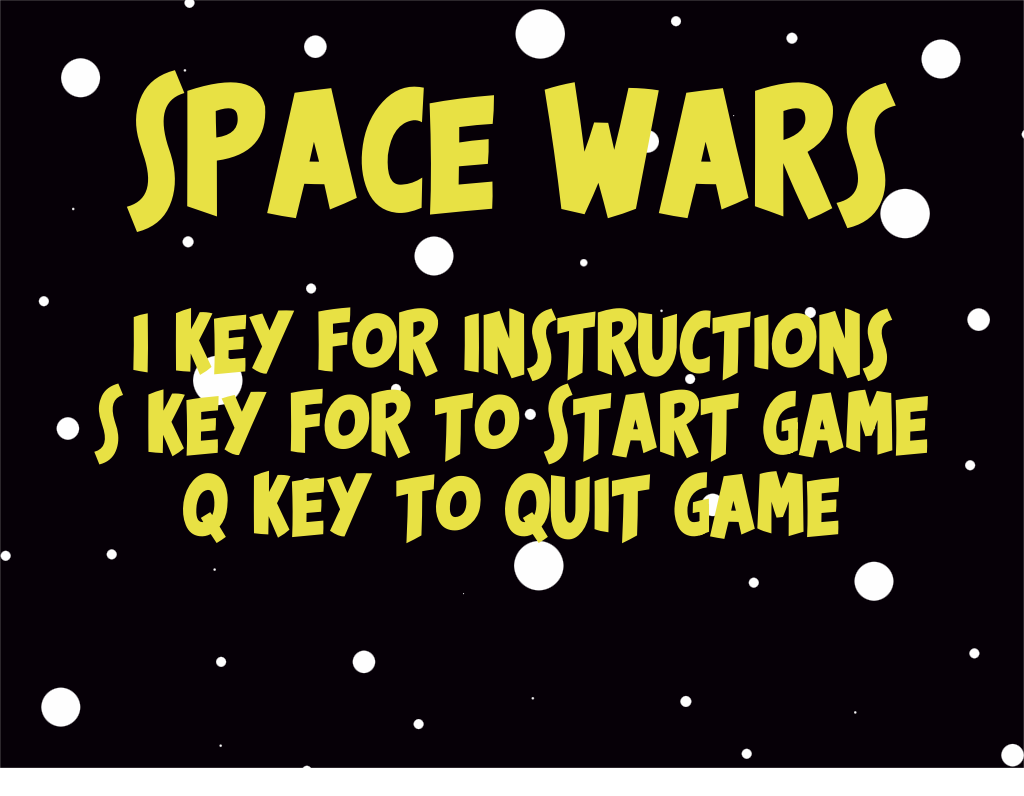 SPACE WARS
I KEY FOR INSTRUCTIONS
S KEY FOR TO START GAME
Q KEY TO QUIT GAME